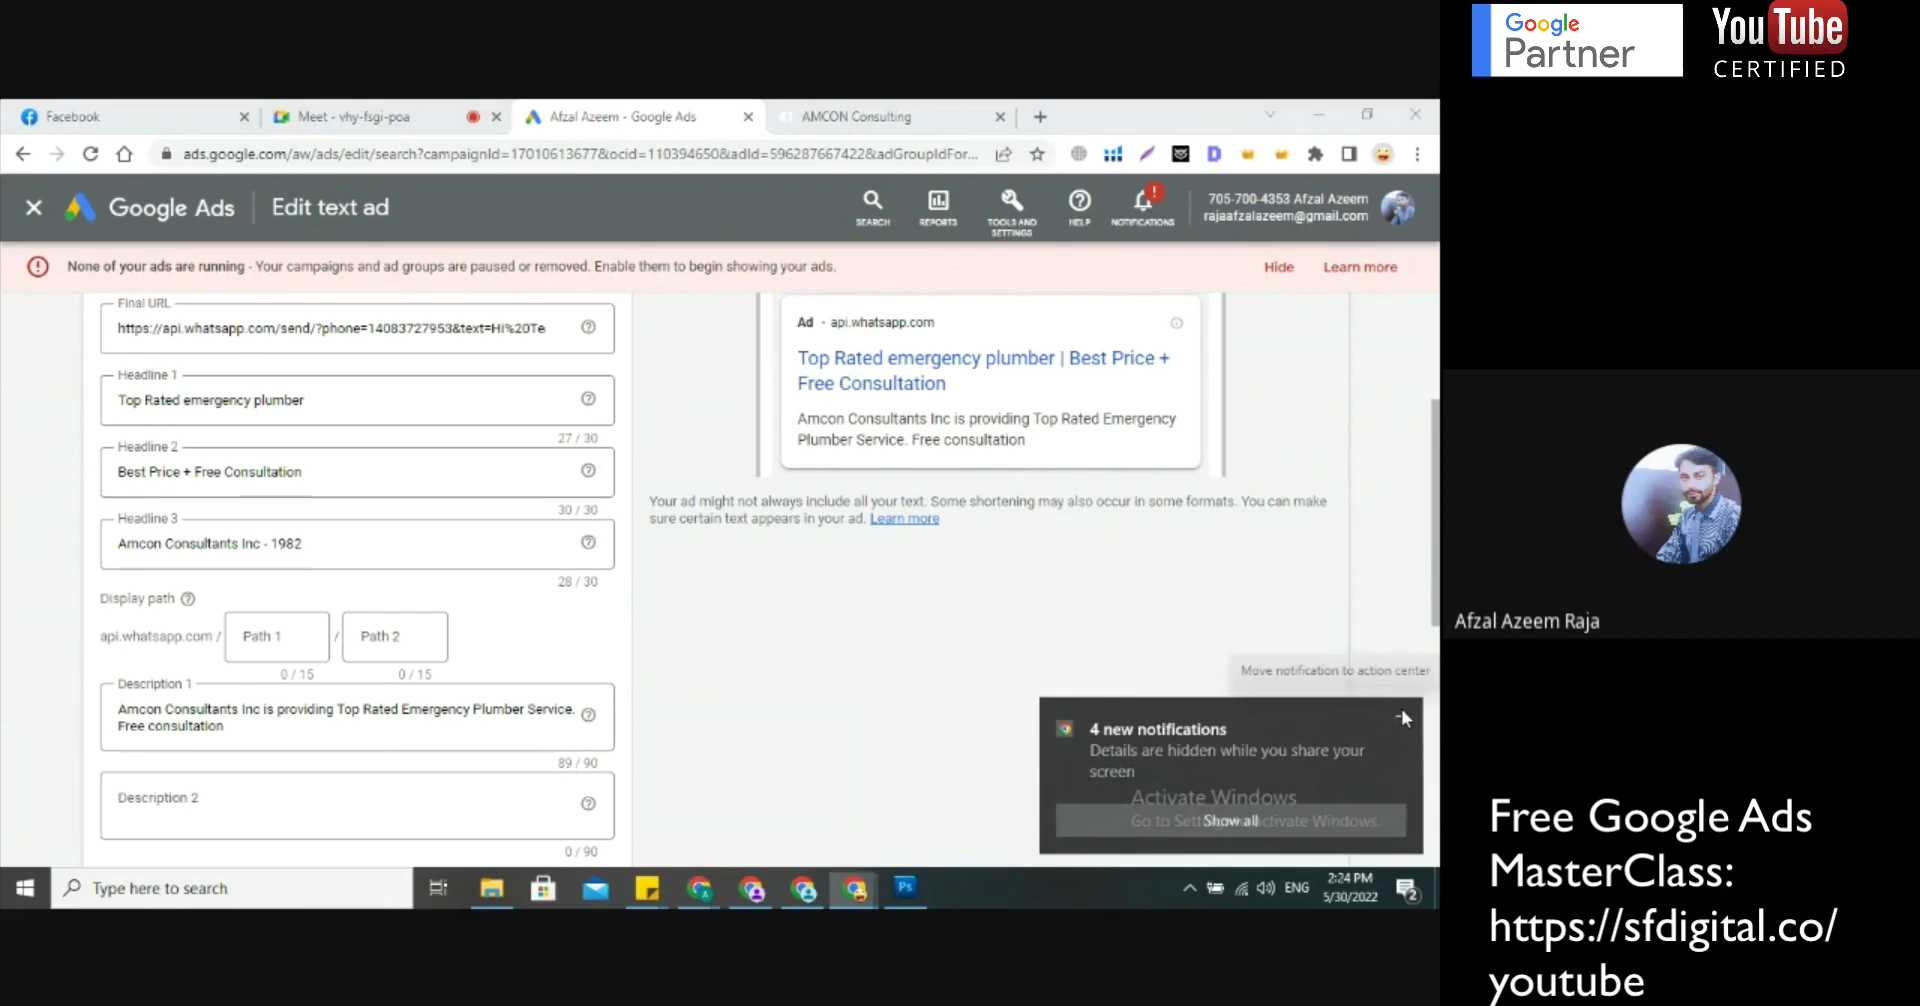 Google
Partner
YouTube
CERTIFIED
Facebook
Meet - vhy-fsgi-poa
Afzal Azeem - Google Ads
AMCON Consulting
ads.google.com/aw/ads/edit/search?campaignId=17010613677&ocid=110394650&adId=596287667422&adGroupIdFor...
Google Ads
Edit text ad
SEARCH
REPORTS
TOOLS AND
SETTINGS
HELP
NOTIFICATIONS
705-700-4353 Afzal Azeem
rajaafzalazeem@gmail.com
None of your ads are running - Your campaigns and ad groups are paused or removed. Enable them to begin showing your ads.
Hide
Learn more
Final URL
https://api.whatsapp.com/send/?phone=14083727953&text=Hi%20Te
Headline 1
Top Rated emergency plumber
27 / 30
Headline 2
Best Price + Free Consultation
30 / 30
Headline 3
Amcon Consultants Inc - 1982
28 / 30
Display path
api.whatsapp.com / Path 1 / Path 2
0 / 15
0 / 15
Description 1
Amcon Consultants Inc is providing Top Rated Emergency Plumber Service.
Free consultation
89 / 90
Description 2
0 / 90
Ad · api.whatsapp.com
Top Rated emergency plumber | Best Price +
Free Consultation
Amcon Consultants Inc is providing Top Rated Emergency
Plumber Service. Free consultation
Your ad might not always include all your text. Some shortening may also occur in some formats. You can make
sure certain text appears in your ad. Learn more
Move notification to action center
4 new notifications
Details are hidden while you share your
screen
Activate Windows
Show all
Type here to search
Ps
ENG
2:24 PM
5/30/2022
2
Afzal Azeem Raja
Free Google Ads
MasterClass:
https://sfdigital.co/
youtube